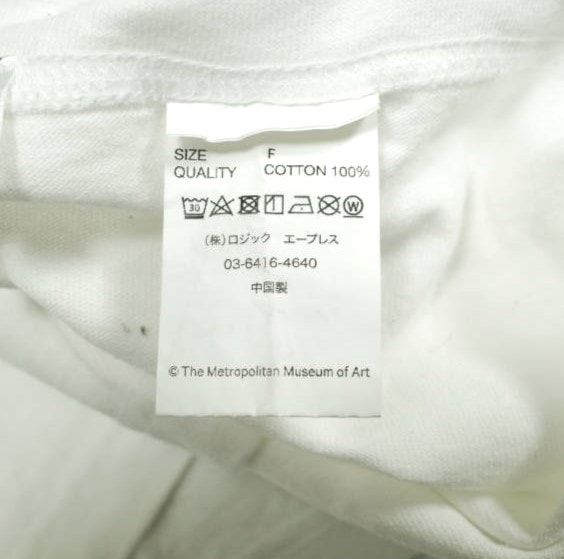 SIZE F
QUALITY COTTON 100%
30 W
(株)ロジック エープレス
03-6416-4640
中国製
© The Metropolitan Museum of Art